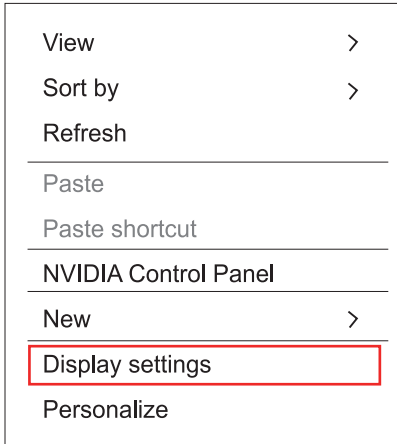 View
Sort by
Refresh
Paste
Paste shortcut
NVIDIA Control Panel
New
Display settings
Personalize